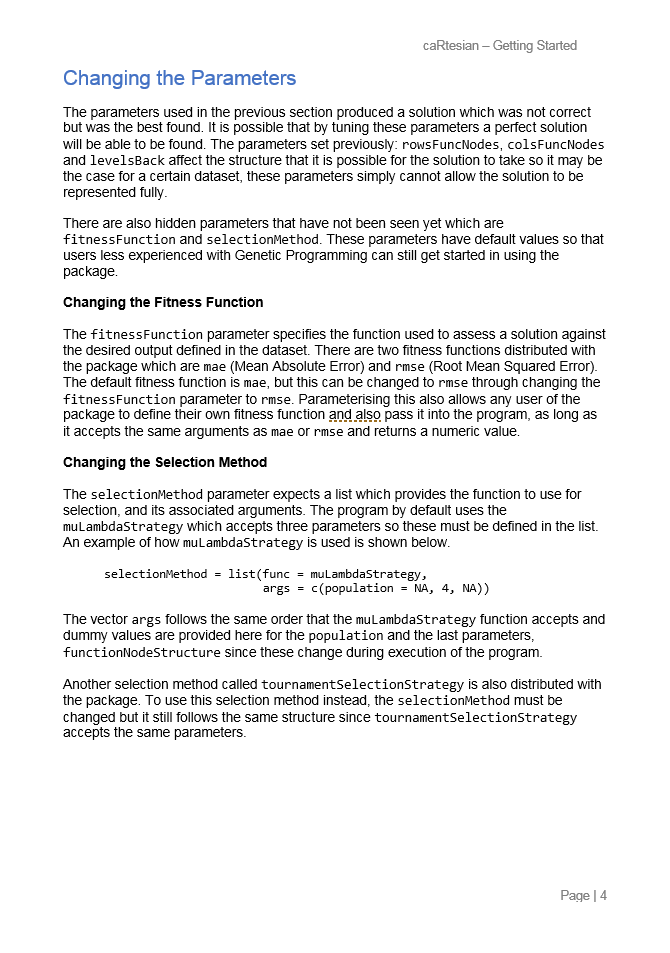 caRtesian – Getting Started
Changing the Parameters
The parameters used in the previous section produced a solution which was not correct
but was the best found. It is possible that by tuning these parameters a perfect solution
will be able to be found. The parameters set previously: rowsFuncNodes, colsFuncNodes
and levelsBack affect the structure that it is possible for the solution to take so it may be
the case for a certain dataset, these parameters simply cannot allow the solution to be
represented fully.
There are also hidden parameters that have not been seen yet which are
fitnessFunction and selectionMethod. These parameters have default values so that
users less experienced with Genetic Programming can still get started in using the
package.
Changing the Fitness Function
The fitnessFunction parameter specifies the function used to assess a solution against
the desired output defined in the dataset. There are two fitness functions distributed with
the package which are mae (Mean Absolute Error) and rmse (Root Mean Squared Error).
The default fitness function is mae, but this can be changed to rmse through changing the
fitnessFunction parameter to rmse. Parameterising this also allows any user of the
package to define their own fitness function and also pass it into the program, as long as
it accepts the same arguments as mae or rmse and returns a numeric value.
Changing the Selection Method
The selectionMethod parameter expects a list which provides the function to use for
selection, and its associated arguments. The program by default uses the
muLambdaStrategy which accepts three parameters so these must be defined in the list.
An example of how muLambdaStrategy is used is shown below.
selectionMethod = list(func = muLambdaStrategy,
args = c(population = NA, 4, NA))
The vector args follows the same order that the muLambdaStrategy function accepts and
dummy values are provided here for the population and the last parameters,
functionNodeStructure since these change during execution of the program.
Another selection method called tournamentSelectionStrategy is also distributed with
the package. To use this selection method instead, the selectionMethod must be
changed but it still follows the same structure since tournamentSelectionStrategy
accepts the same parameters.
Page | 4